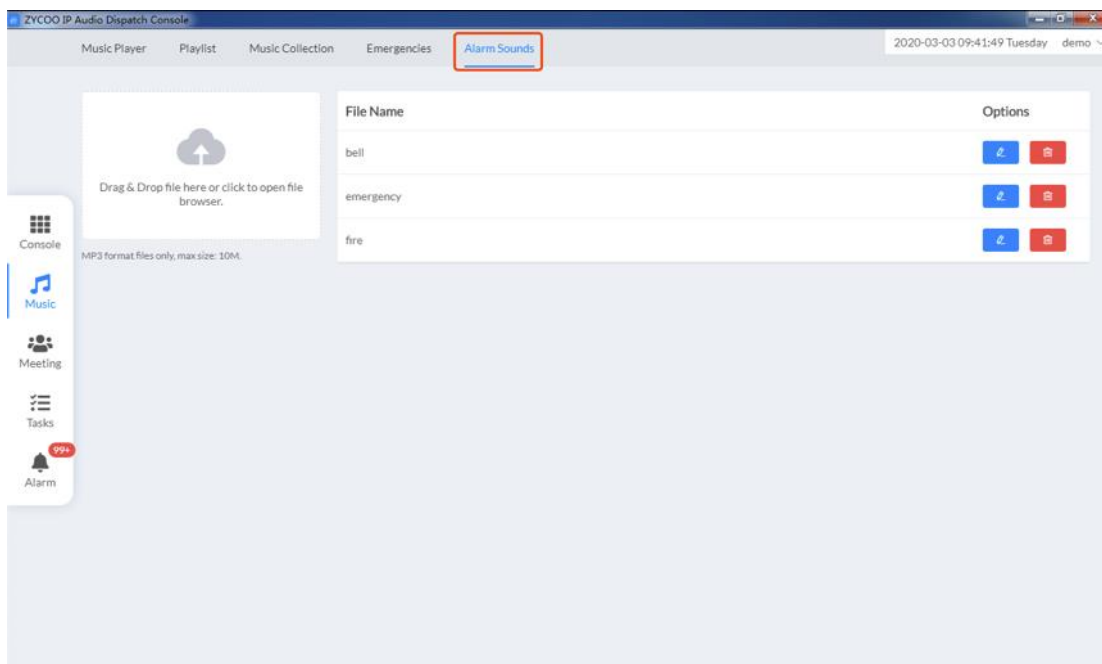 ZYCOO IP Audio Dispatch Console
Music Player Playlist Music Collection Emergencies Alarm Sounds
2020-03-03 09:41:49 Tuesday demo
Drag & Drop file here or click to open file
browser.
MP3 format files only, max size: 10M.
File Name Options
bell
emergency
fire
Console
Music
Meeting
Tasks
99+
Alarm